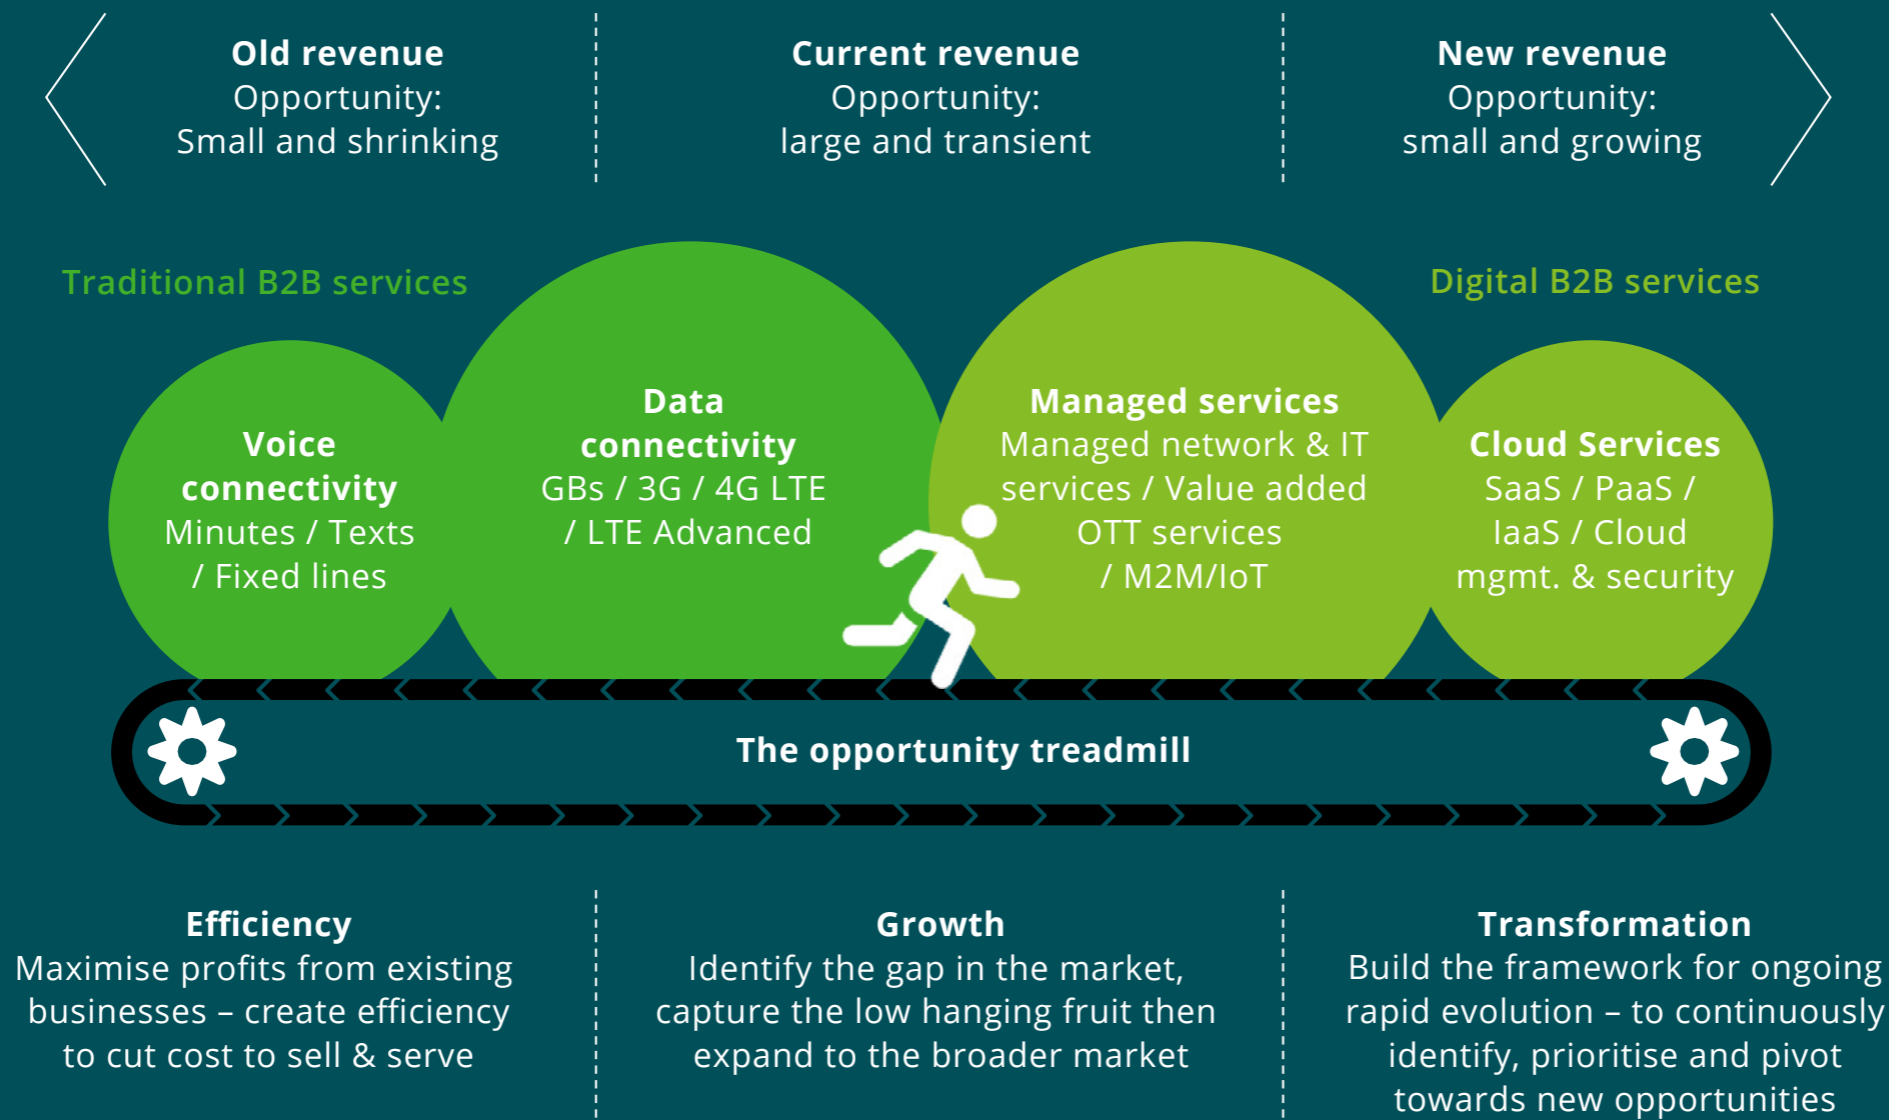 Old revenue
Opportunity:
Small and shrinking
Current revenue
Opportunity:
large and transient
New revenue
Opportunity:
small and growing
Traditional B2B services
Digital B2B services
Voice
connectivity
Minutes / Texts
/ Fixed lines
Data
connectivity
GBs / 3G / 4G LTE
/ LTE Advanced
Managed services
Managed network & IT
services / Value added
OTT services
/ M2M/IoT
Cloud Services
SaaS / PaaS /
IaaS / Cloud
mgmt. & security
The opportunity treadmill
Efficiency
Maximise profits from existing
businesses – create efficiency
to cut cost to sell & serve
Growth
Identify the gap in the market,
capture the low hanging fruit then
expand to the broader market
Transformation
Build the framework for ongoing
rapid evolution – to continuously
identify, prioritise and pivot
towards new opportunities